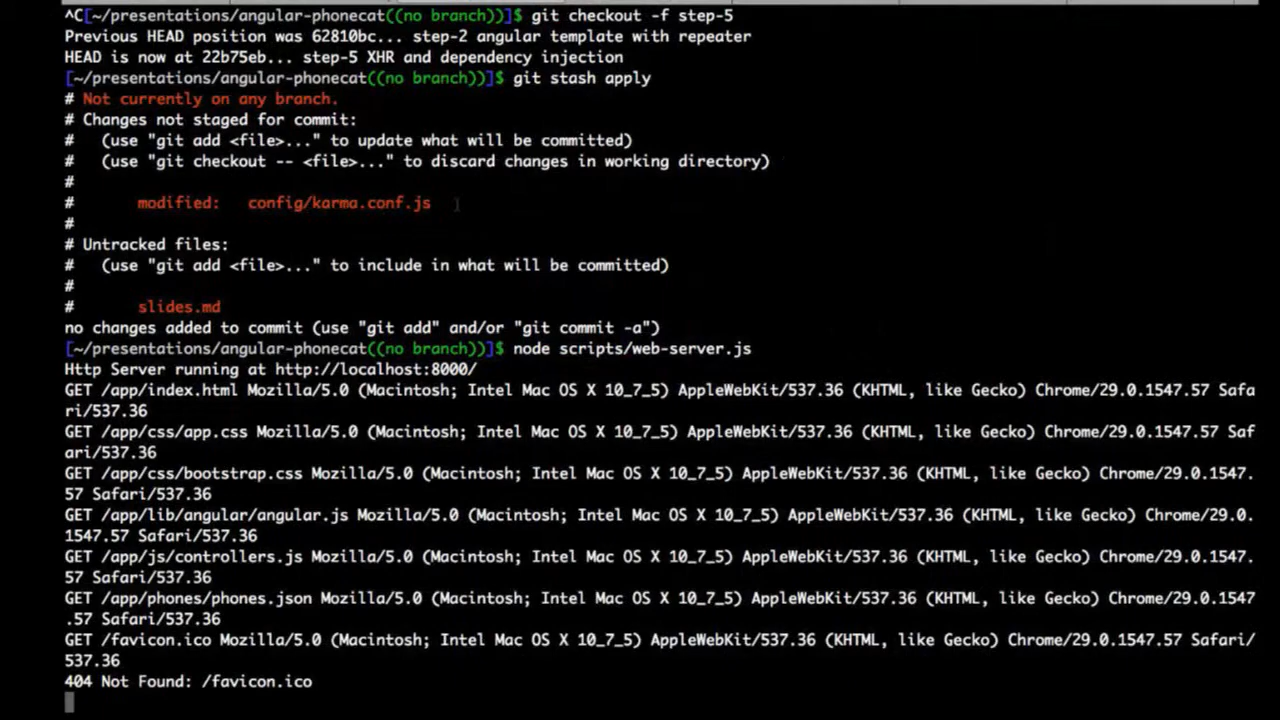 ^C[~/presentations/angular-phonecat((no branch))]$ git checkout -f step-5
Previous HEAD position was 62810bc... step-2 angular template with repeater
HEAD is now at 22b75eb... step-5 XHR and dependency injection
[~/presentations/angular-phonecat((no branch))]$ git stash apply
# Not currently on any branch.
# Changes not staged for commit:
#   (use "git add <file>..." to update what will be committed)
#   (use "git checkout -- <file>..." to discard changes in working directory)
#
#       modified:   config/karma.conf.js
#
# Untracked files:
#   (use "git add <file>..." to include in what will be committed)
#
#       slides.md
no changes added to commit (use "git add" and/or "git commit -a")
[~/presentations/angular-phonecat((no branch))]$ node scripts/web-server.js
Http Server running at http://localhost:8000/
GET /app/index.html Mozilla/5.0 (Macintosh; Intel Mac OS X 10_7_5) AppleWebKit/537.36 (KHTML, like Gecko) Chrome/29.0.1547.57 Safa
ri/537.36
GET /app/css/app.css Mozilla/5.0 (Macintosh; Intel Mac OS X 10_7_5) AppleWebKit/537.36 (KHTML, like Gecko) Chrome/29.0.1547.57 Saf
ari/537.36
GET /app/css/bootstrap.css Mozilla/5.0 (Macintosh; Intel Mac OS X 10_7_5) AppleWebKit/537.36 (KHTML, like Gecko) Chrome/29.0.1547.
57 Safari/537.36
GET /app/lib/angular/angular.js Mozilla/5.0 (Macintosh; Intel Mac OS X 10_7_5) AppleWebKit/537.36 (KHTML, like Gecko) Chrome/29.0.
1547.57 Safari/537.36
GET /app/js/controllers.js Mozilla/5.0 (Macintosh; Intel Mac OS X 10_7_5) AppleWebKit/537.36 (KHTML, like Gecko) Chrome/29.0.1547.
57 Safari/537.36
GET /app/phones/phones.json Mozilla/5.0 (Macintosh; Intel Mac OS X 10_7_5) AppleWebKit/537.36 (KHTML, like Gecko) Chrome/29.0.1547
.57 Safari/537.36
GET /favicon.ico Mozilla/5.0 (Macintosh; Intel Mac OS X 10_7_5) AppleWebKit/537.36 (KHTML, like Gecko) Chrome/29.0.1547.57 Safari/
537.36
404 Not Found: /favicon.ico